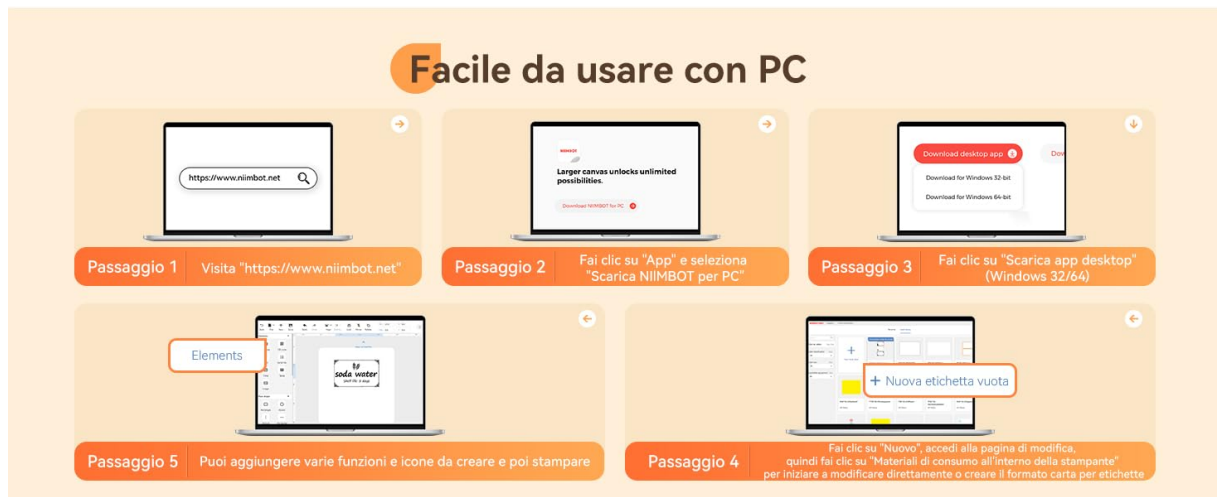 Facile da usare con PC
https://www.niimbot.net
Passaggio 1
Visita "https://www.niimbot.net"
NIIMBOT
Larger canvas unlocks unlimited
possibilities.
Download NIIMBOT for PC
Passaggio 2
Fai clic su "App" e seleziona
"Scarica NIIMBOT per PC"
Download desktop app
Dow
Download for Windows 32-bit
Download for Windows 64-bit
Passaggio 3
Fai clic su "Scarica app desktop"
(Windows 32/64)
+ Nuova etichetta vuota
Passaggio 4
Fai clic su "Nuovo", accedi alla pagina di modifica,
quindi fai clic su "Materiali di consumo all'interno della stampante"
per iniziare a modificare direttamente o creare il formato carta per etichette
Elements
soda water
Passaggio 5
Puoi aggiungere varie funzioni e icone da creare e poi stampare